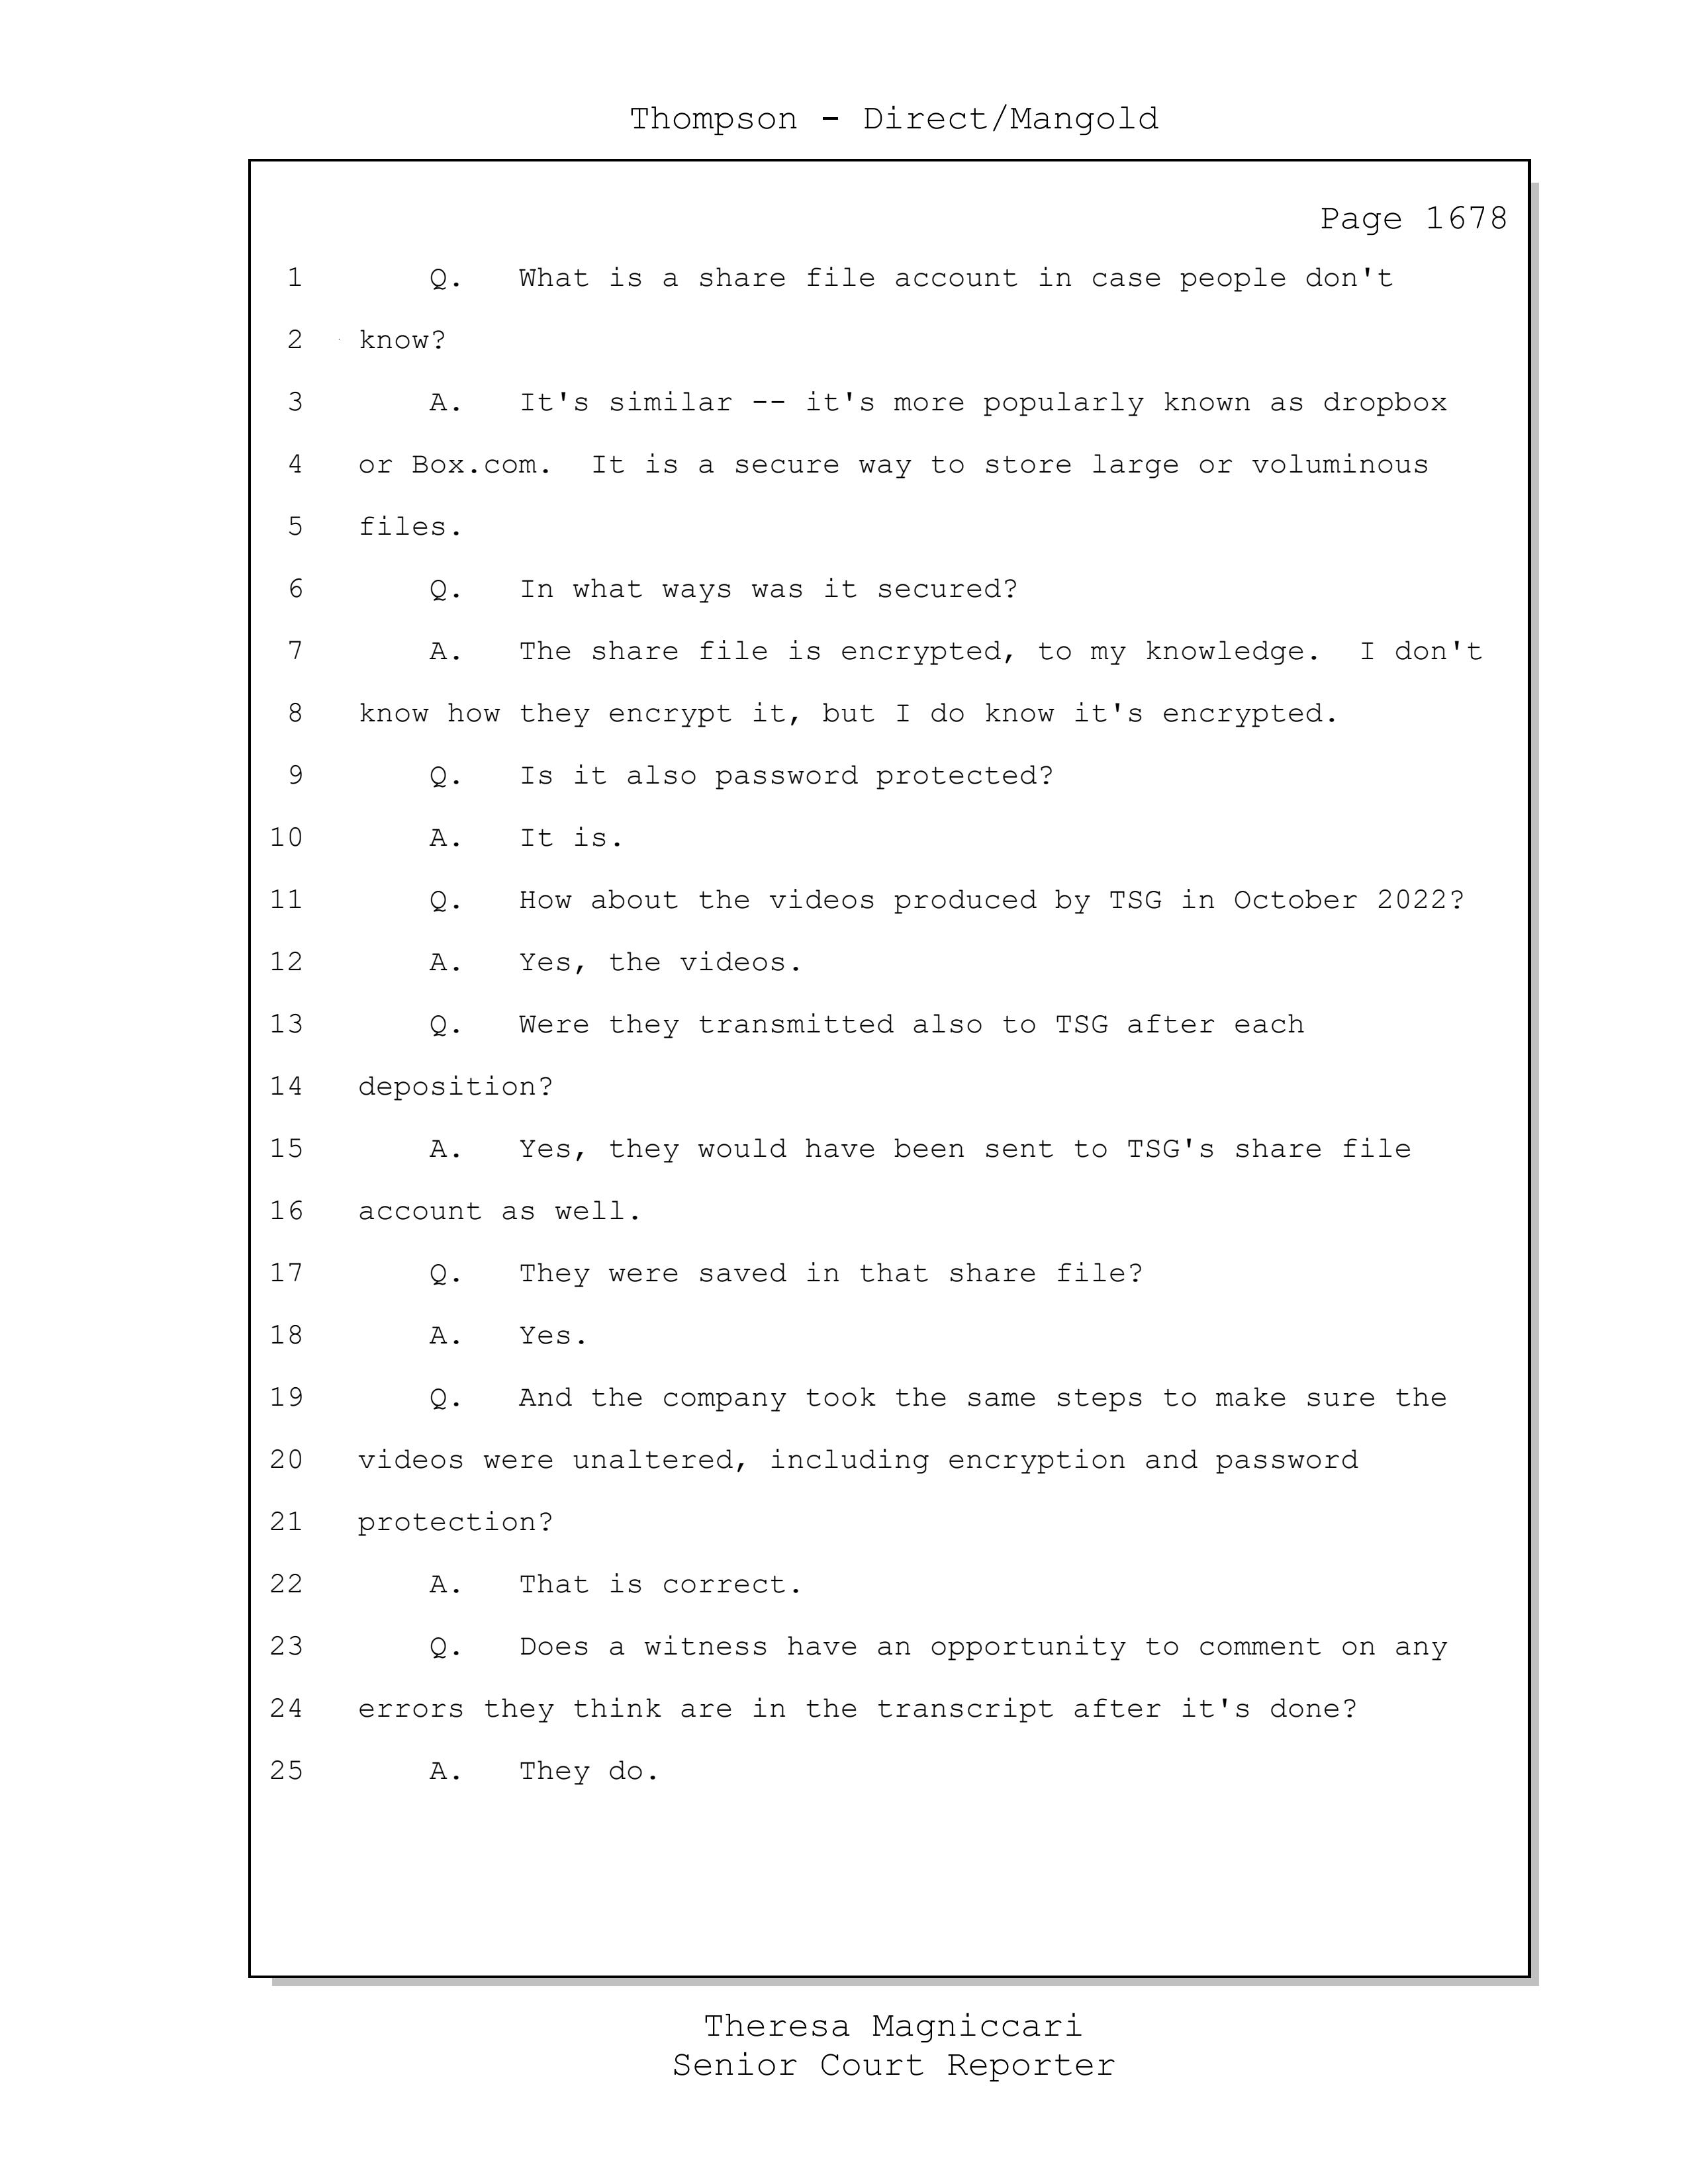 Thompson - Direct/Mangold
Page 1678
1 Q. What is a share file account in case people don't
2 know?
3 A. It's similar -- it's more popularly known as dropbox
4 or Box.com. It is a secure way to store large or voluminous
5 files.
6 Q. In what ways was it secured?
7 A. The share file is encrypted, to my knowledge. I don't
8 know how they encrypt it, but I do know it's encrypted.
9 Q. Is it also password protected?
10 A. It is.
11 Q. How about the videos produced by TSG in October 2022?
12 A. Yes, the videos.
13 Q. Were they transmitted also to TSG after each
14 deposition?
15 A. Yes, they would have been sent to TSG's share file
16 account as well.
17 Q. They were saved in that share file?
18 A. Yes.
19 Q. And the company took the same steps to make sure the
20 videos were unaltered, including encryption and password
21 protection?
22 A. That is correct.
23 Q. Does a witness have an opportunity to comment on any
24 errors they think are in the transcript after it's done?
25 A. They do.
Theresa Magniccari
Senior Court Reporter